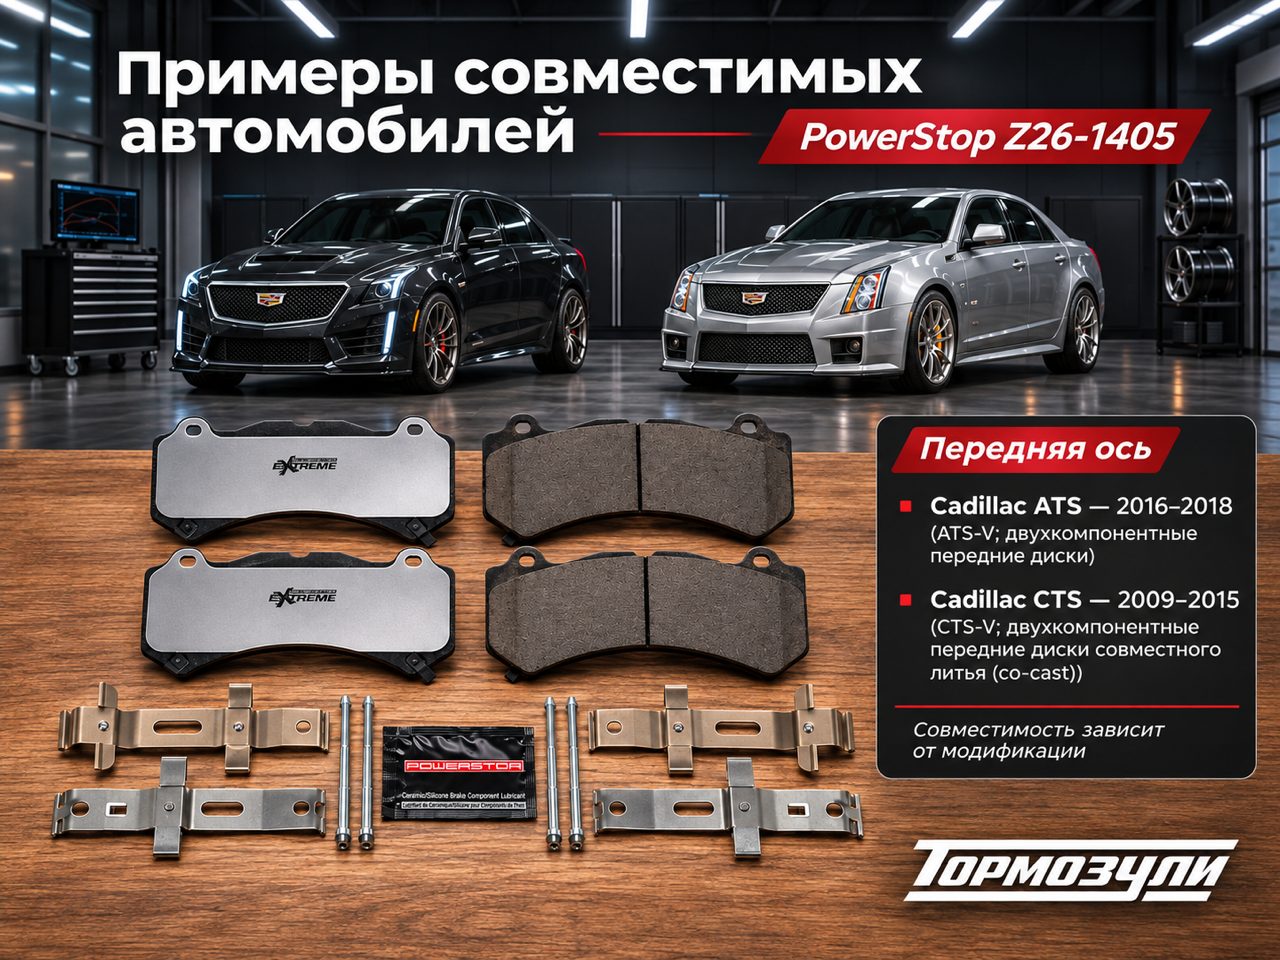 Примеры совместимых
автомобилей
PowerStop Z26-1405
EXTREME
EXTREME
Передняя ось
Cadillac ATS — 2016–2018
(ATS-V; двухкомпонентные
передние диски)
Cadillac CTS — 2009–2015
(CTS-V; двухкомпонентные
передние диски совместного
литья (co-cast))
Совместимость зависит
от модификации
POWERSTOP
Ceramic/Silicone Brake Component Lubricant
Тормозули